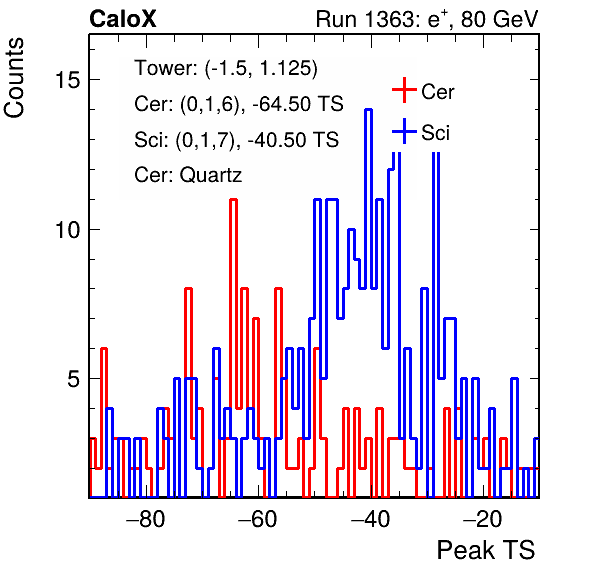 CaloX
Run 1363: e+, 80 GeV
Counts
Tower: (-1.5, 1.125)
Cer: (0,1,6), -64.50 TS
Sci: (0,1,7), -40.50 TS
Cer: Quartz
Cer
Sci
15
10
5
−80
−60
−40
−20
Peak TS